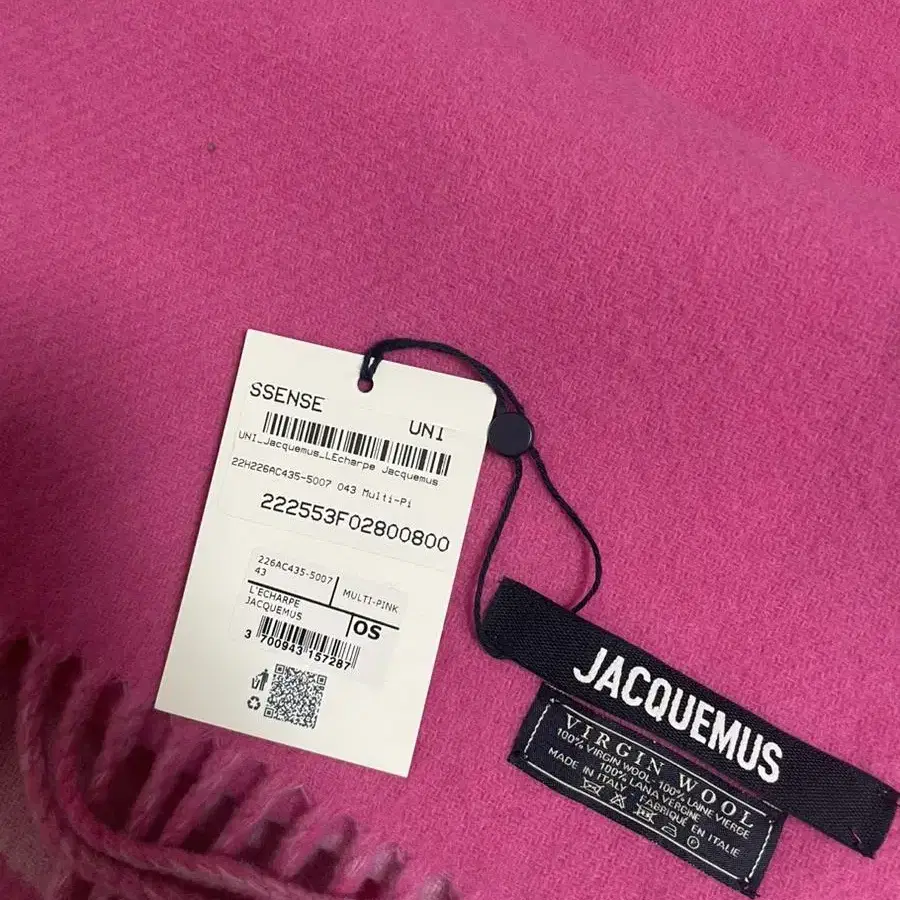 SSENSE
UNI
UNI_Jacquemus_LEcharpe Jacquemus
22H226AC435-5007 043 Multi-Pi
222553F02800800
226AC435-5007
43
MULTI-PINK
L'ECHARPE
JACQUEMUS
OS
3 700943 157287
JACQUEMUS
VIRGIN WOOL
100% VIRGIN WOOL - 100% LAINE VIERGE
100% LANA VERGINE
MADE IN ITALY - FABRIQUÉ EN ITALIE
P